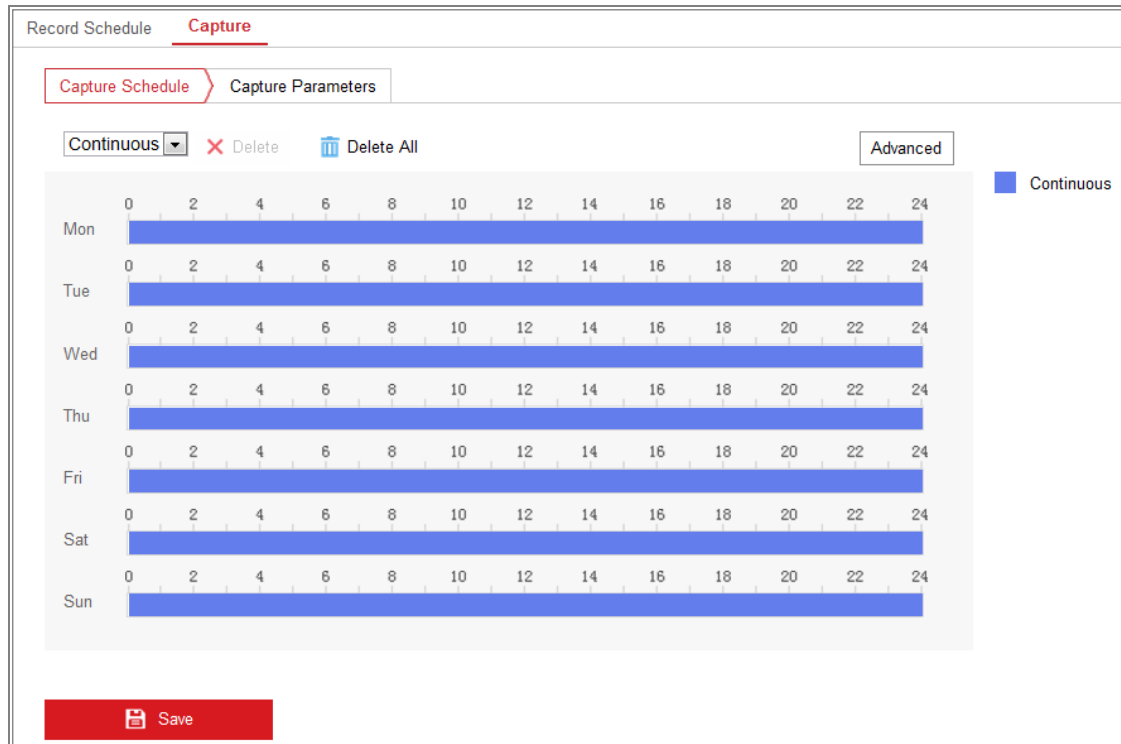 Record Schedule Capture
Capture Schedule Capture Parameters
Continuous Delete Delete All Advanced
Continuous
0 2 4 6 8 10 12 14 16 18 20 22 24
Mon
0 2 4 6 8 10 12 14 16 18 20 22 24
Tue
0 2 4 6 8 10 12 14 16 18 20 22 24
Wed
0 2 4 6 8 10 12 14 16 18 20 22 24
Thu
0 2 4 6 8 10 12 14 16 18 20 22 24
Fri
0 2 4 6 8 10 12 14 16 18 20 22 24
Sat
0 2 4 6 8 10 12 14 16 18 20 22 24
Sun
Save